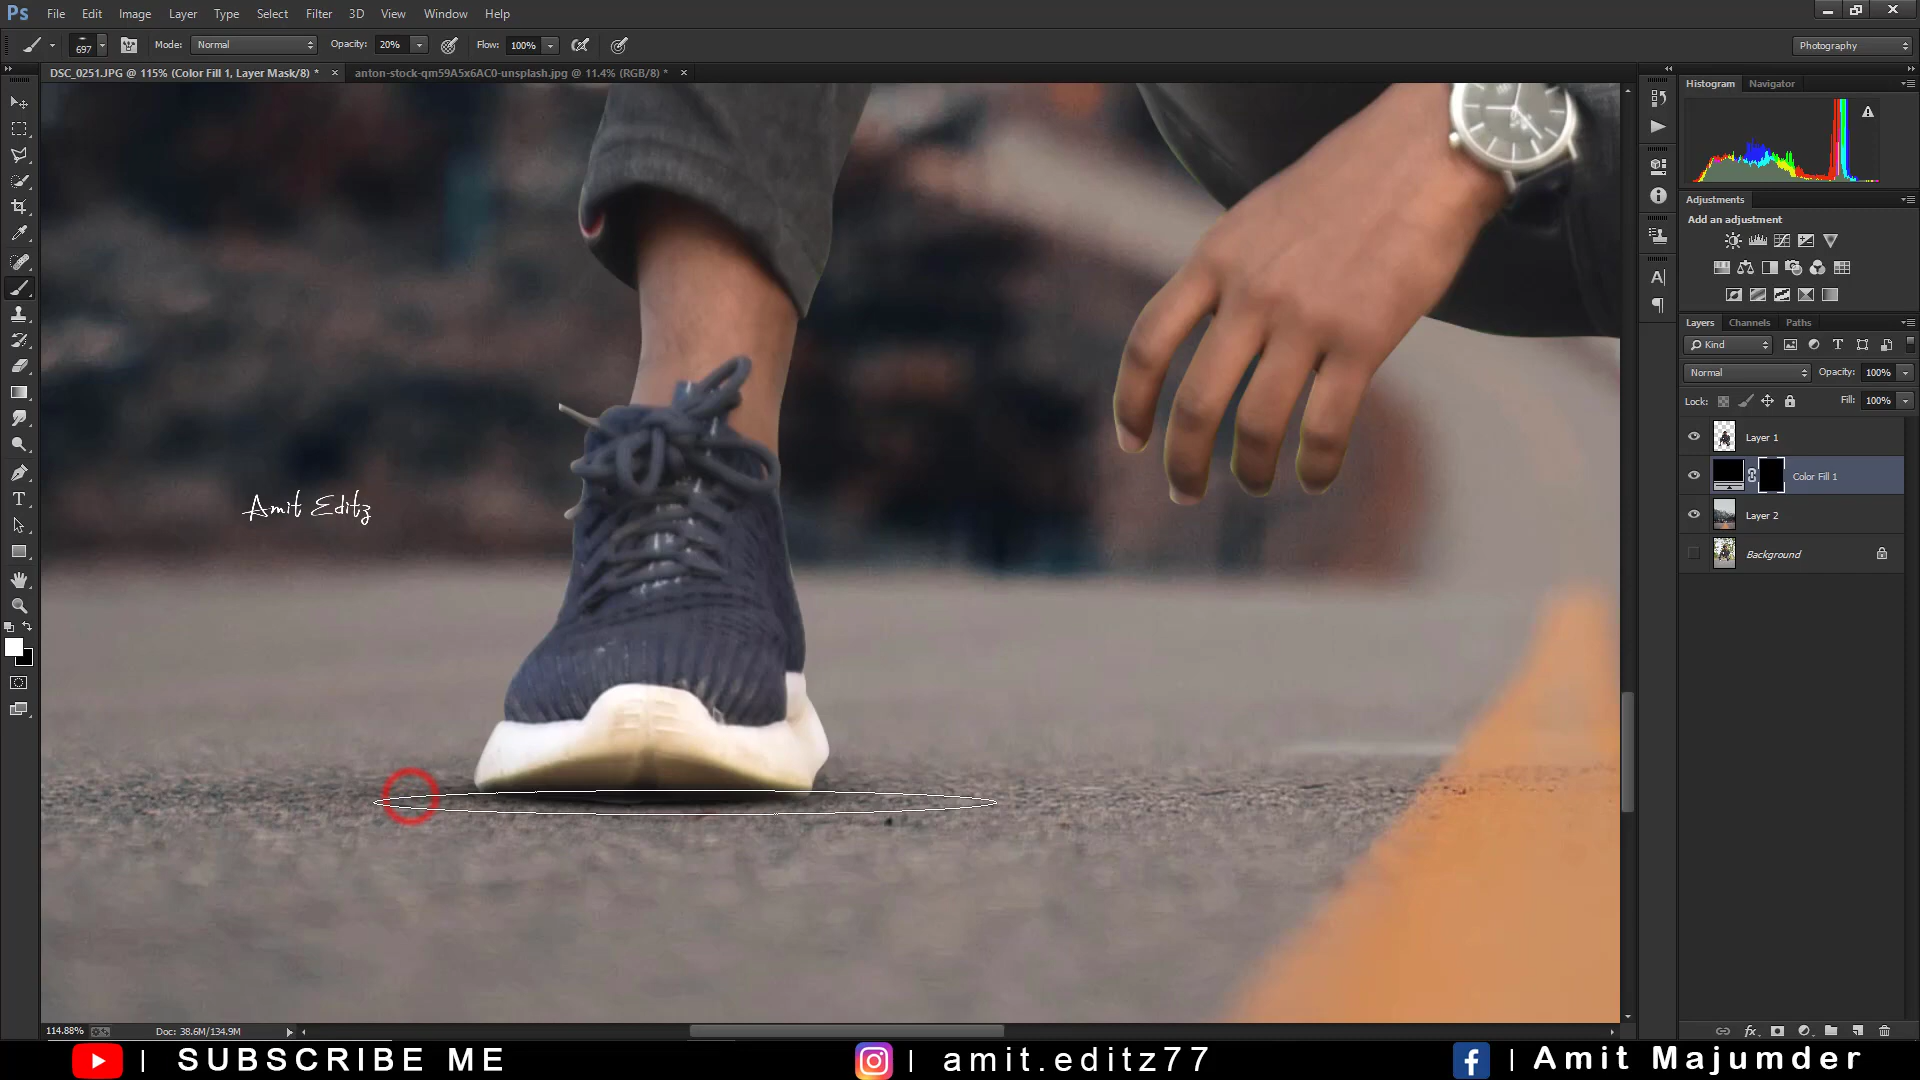 Ps File Edit Image Layer Type Select Filter 3D View Window Help
697 Mode: Normal Opacity: 20% Flow: 100% Photography
DSC_0251.JPG @ 115% (Color Fill 1, Layer Mask/8) * × anton-stock-qm59A5x6AC0-unsplash.jpg @ 11.4% (RGB/8) * ×
Histogram Navigator
Adjustments
Add an adjustment
Layers Channels Paths
Kind
Normal Opacity: 100%
Lock: Fill: 100%
Layer 1
Color Fill 1
Layer 2
Background
Amit Editz
114.88% Doc: 38.6M/134.9M
| SUBSCRIBE ME | amit.editz77 | Amit Majumder